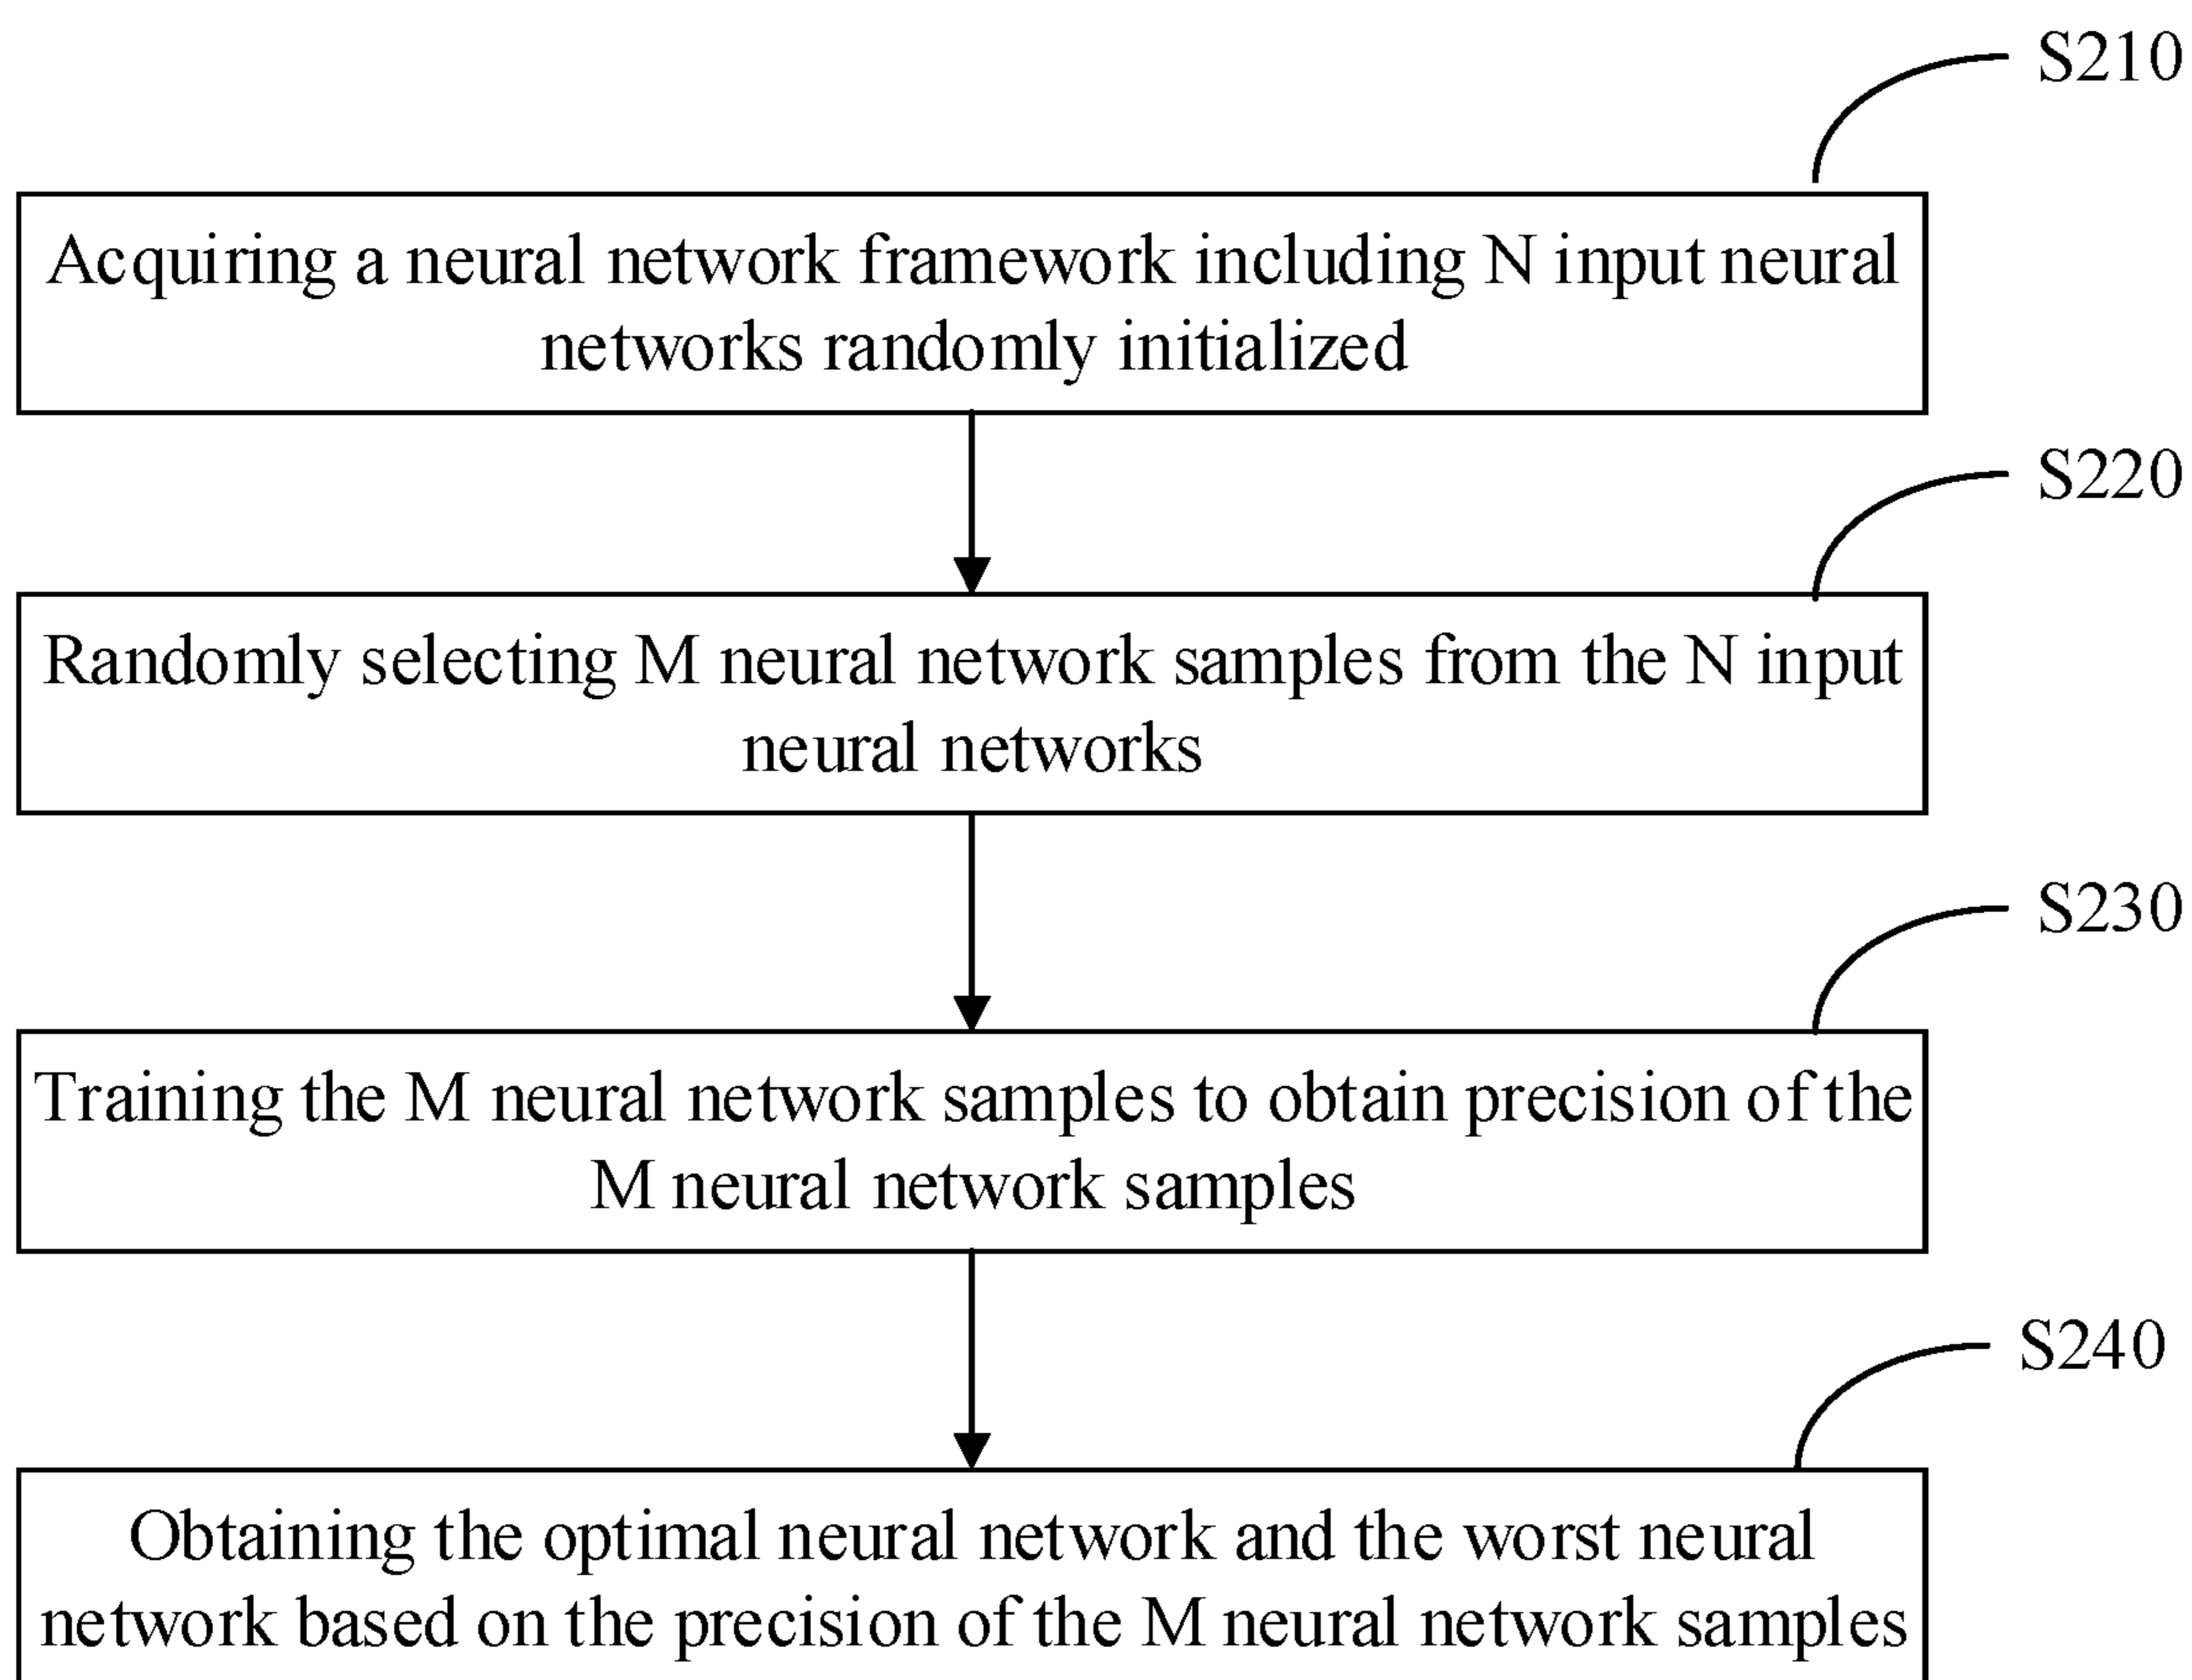 S210
Acquiring a neural network framework including N input neural
networks randomly initialized
S220
Randomly selecting M neural network samples from the N input
neural networks
S230
Training the M neural network samples to obtain precision of the
M neural network samples
S240
Obtaining the optimal neural network and the worst neural
network based on the precision of the M neural network samples